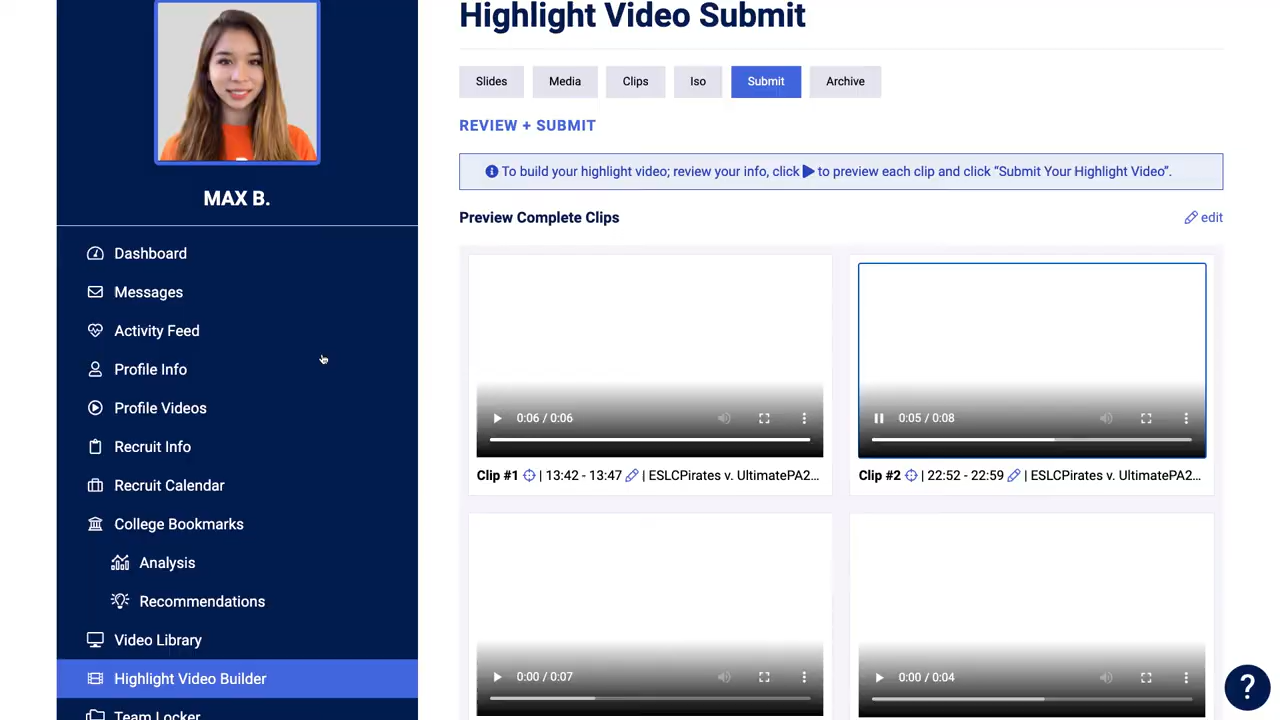 Highlight Video Submit
Slides
Media
Clips
Iso
Submit
Archive
REVIEW + SUBMIT
To build your highlight video; review your info, click to preview each clip and click “Submit Your Highlight Video”.
Preview Complete Clips
edit
0:06 / 0:06
0:05 / 0:08
Clip #1 | 13:42 - 13:47 | ESLCPirates v. UltimatePA2...
Clip #2 | 22:52 - 22:59 | ESLCPirates v. UltimatePA2...
0:00 / 0:07
0:00 / 0:04
MAX B.
Dashboard
Messages
Activity Feed
Profile Info
Profile Videos
Recruit Info
Recruit Calendar
College Bookmarks
Analysis
Recommendations
Video Library
Highlight Video Builder
Team Locker
?